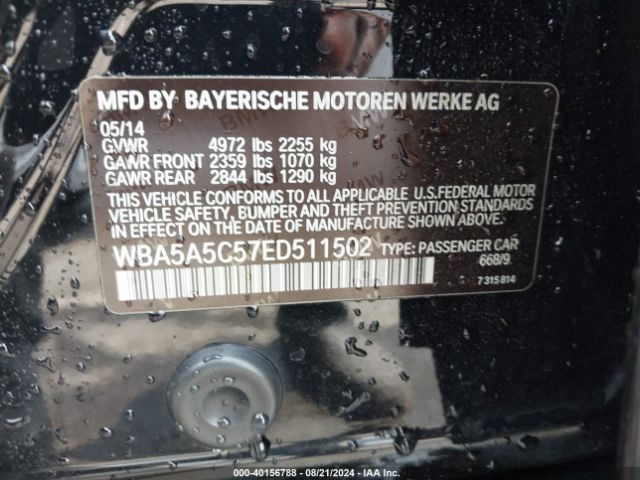 MFD BY BAYERISCHE MOTOREN WERKE AG
05/14
GVWR 4972 lbs 2255 kg
GAWR FRONT 2359 lbs 1070 kg
GAWR REAR 2844 lbs 1290 kg
THIS VEHICLE CONFORMS TO ALL APPLICABLE U.S.FEDERAL MOTOR
VEHICLE SAFETY, BUMPER AND THEFT PREVENTION STANDARDS
IN EFFECT ON THE DATE OF MANUFACTURE SHOWN ABOVE.
WBA5A5C57ED511502 TYPE: PASSENGER CAR
668/9.
7315814
000-40156788 - 08/21/2024 - IAA Inc.